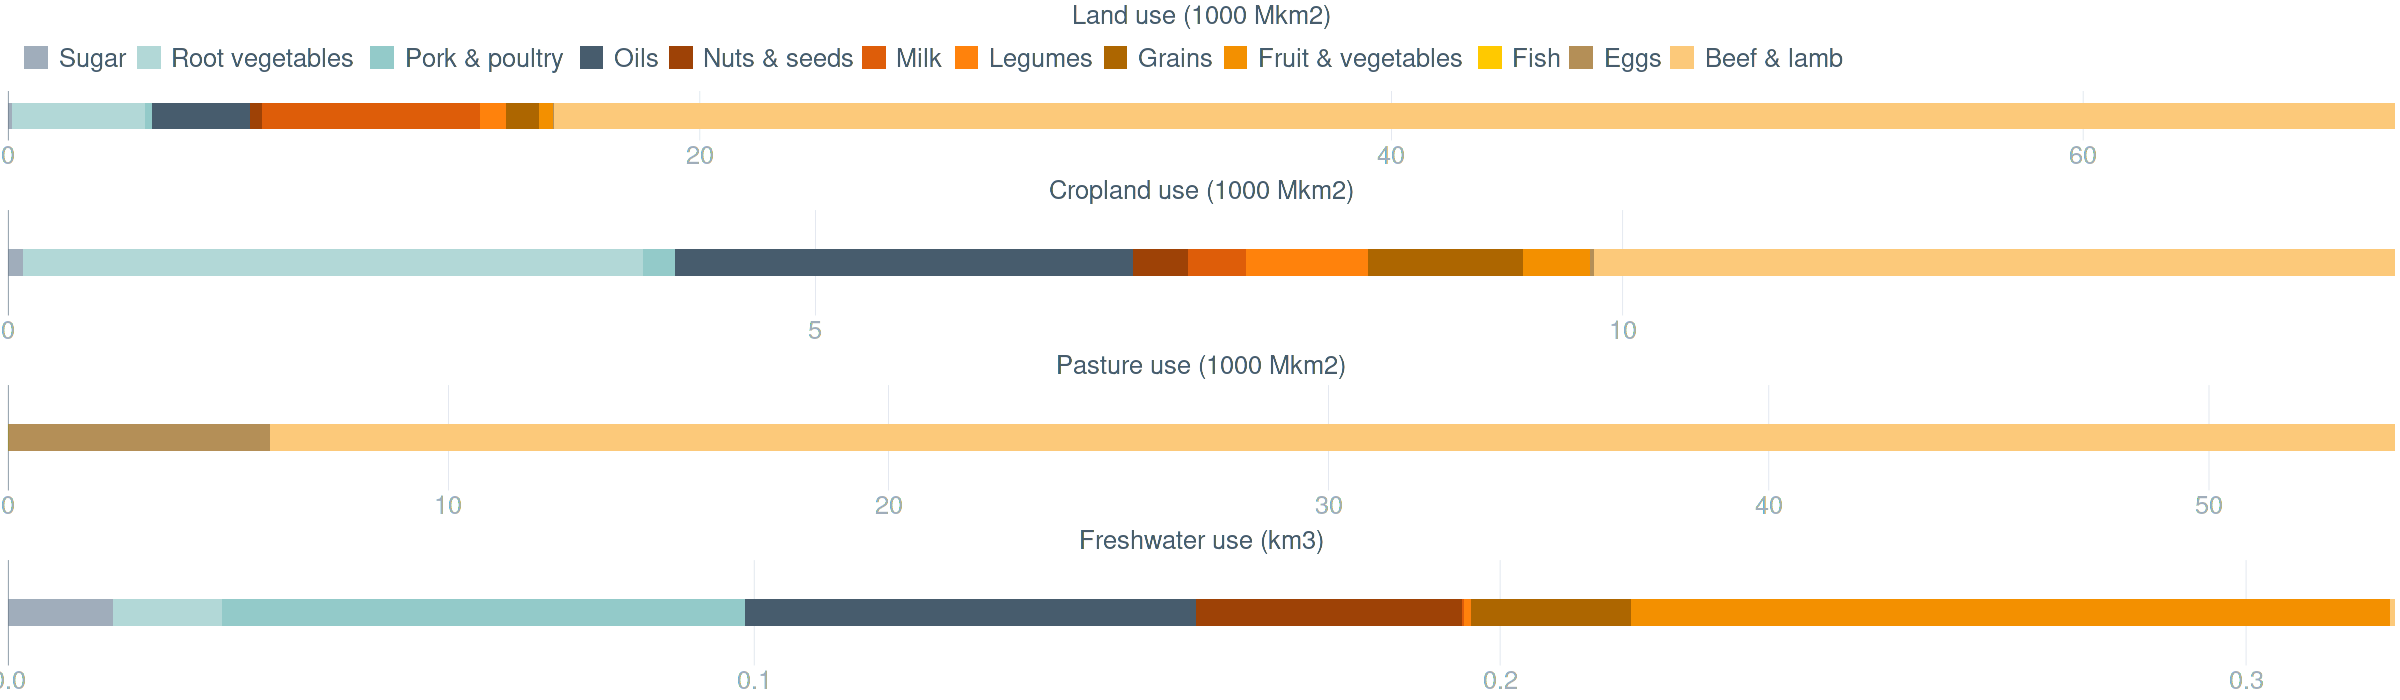 Land use (1000 Mkm2)
Sugar Root vegetables Pork & poultry Oils Nuts & seeds Milk Legumes Grains Fruit & vegetables Fish Eggs Beef & lamb
0 20 40 60
Cropland use (1000 Mkm2)
0 5 10
Pasture use (1000 Mkm2)
0 10 20 30 40 50
Freshwater use (km3)
0.0 0.1 0.2 0.3